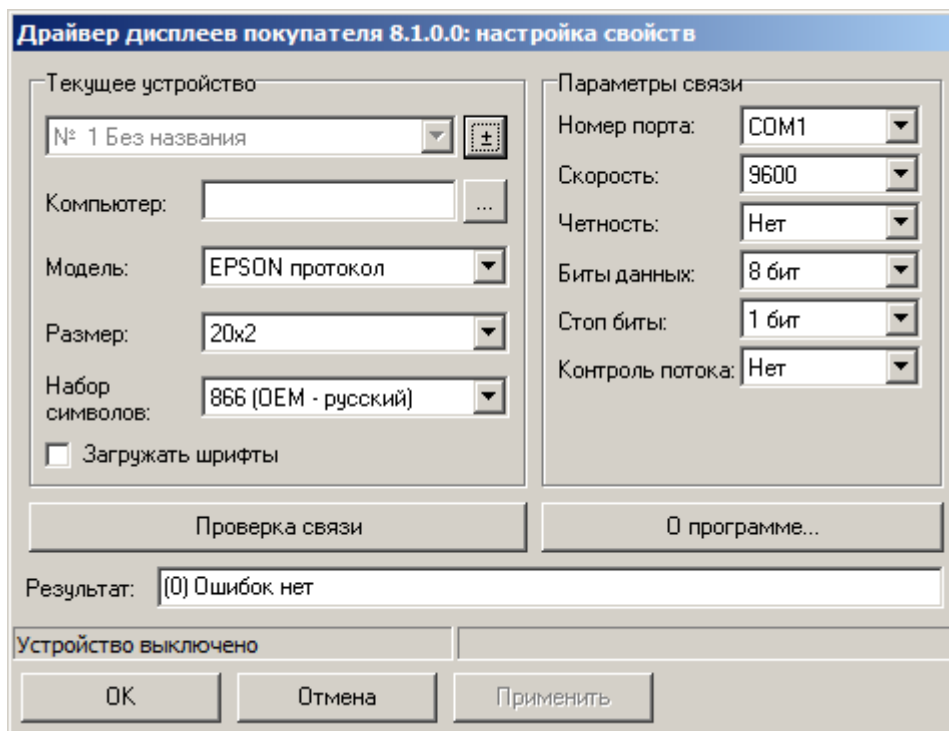 Драйвер дисплеев покупателя 8.1.0.0: настройка свойств
Текущее устройство
№ 1 Без названия
±
Компьютер:
...
Модель:
EPSON протокол
Размер:
20x2
Набор
символов:
866 (OEM - русский)
Загружать шрифты
Параметры связи
Номер порта:
COM1
Скорость:
9600
Четность:
Нет
Биты данных:
8 бит
Стоп биты:
1 бит
Контроль потока:
Нет
Проверка связи
О программе...
Результат:
(0) Ошибок нет
Устройство выключено
OK
Отмена
Применить